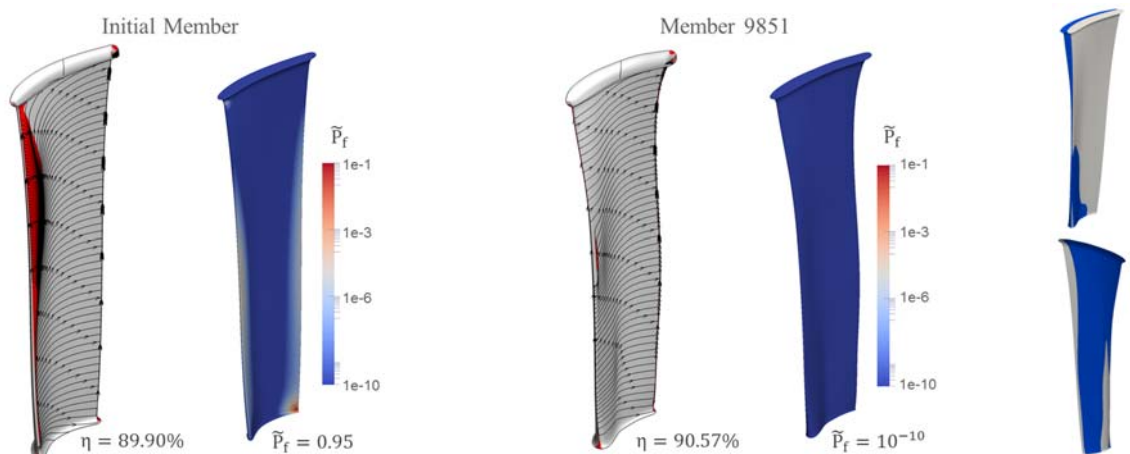 Initial Member
Member 9851
P̃f
1e-1
1e-3
1e-6
1e-10
η = 89.90%
P̃f = 0.95
P̃f
1e-1
1e-3
1e-6
1e-10
η = 90.57%
P̃f = 10⁻¹⁰